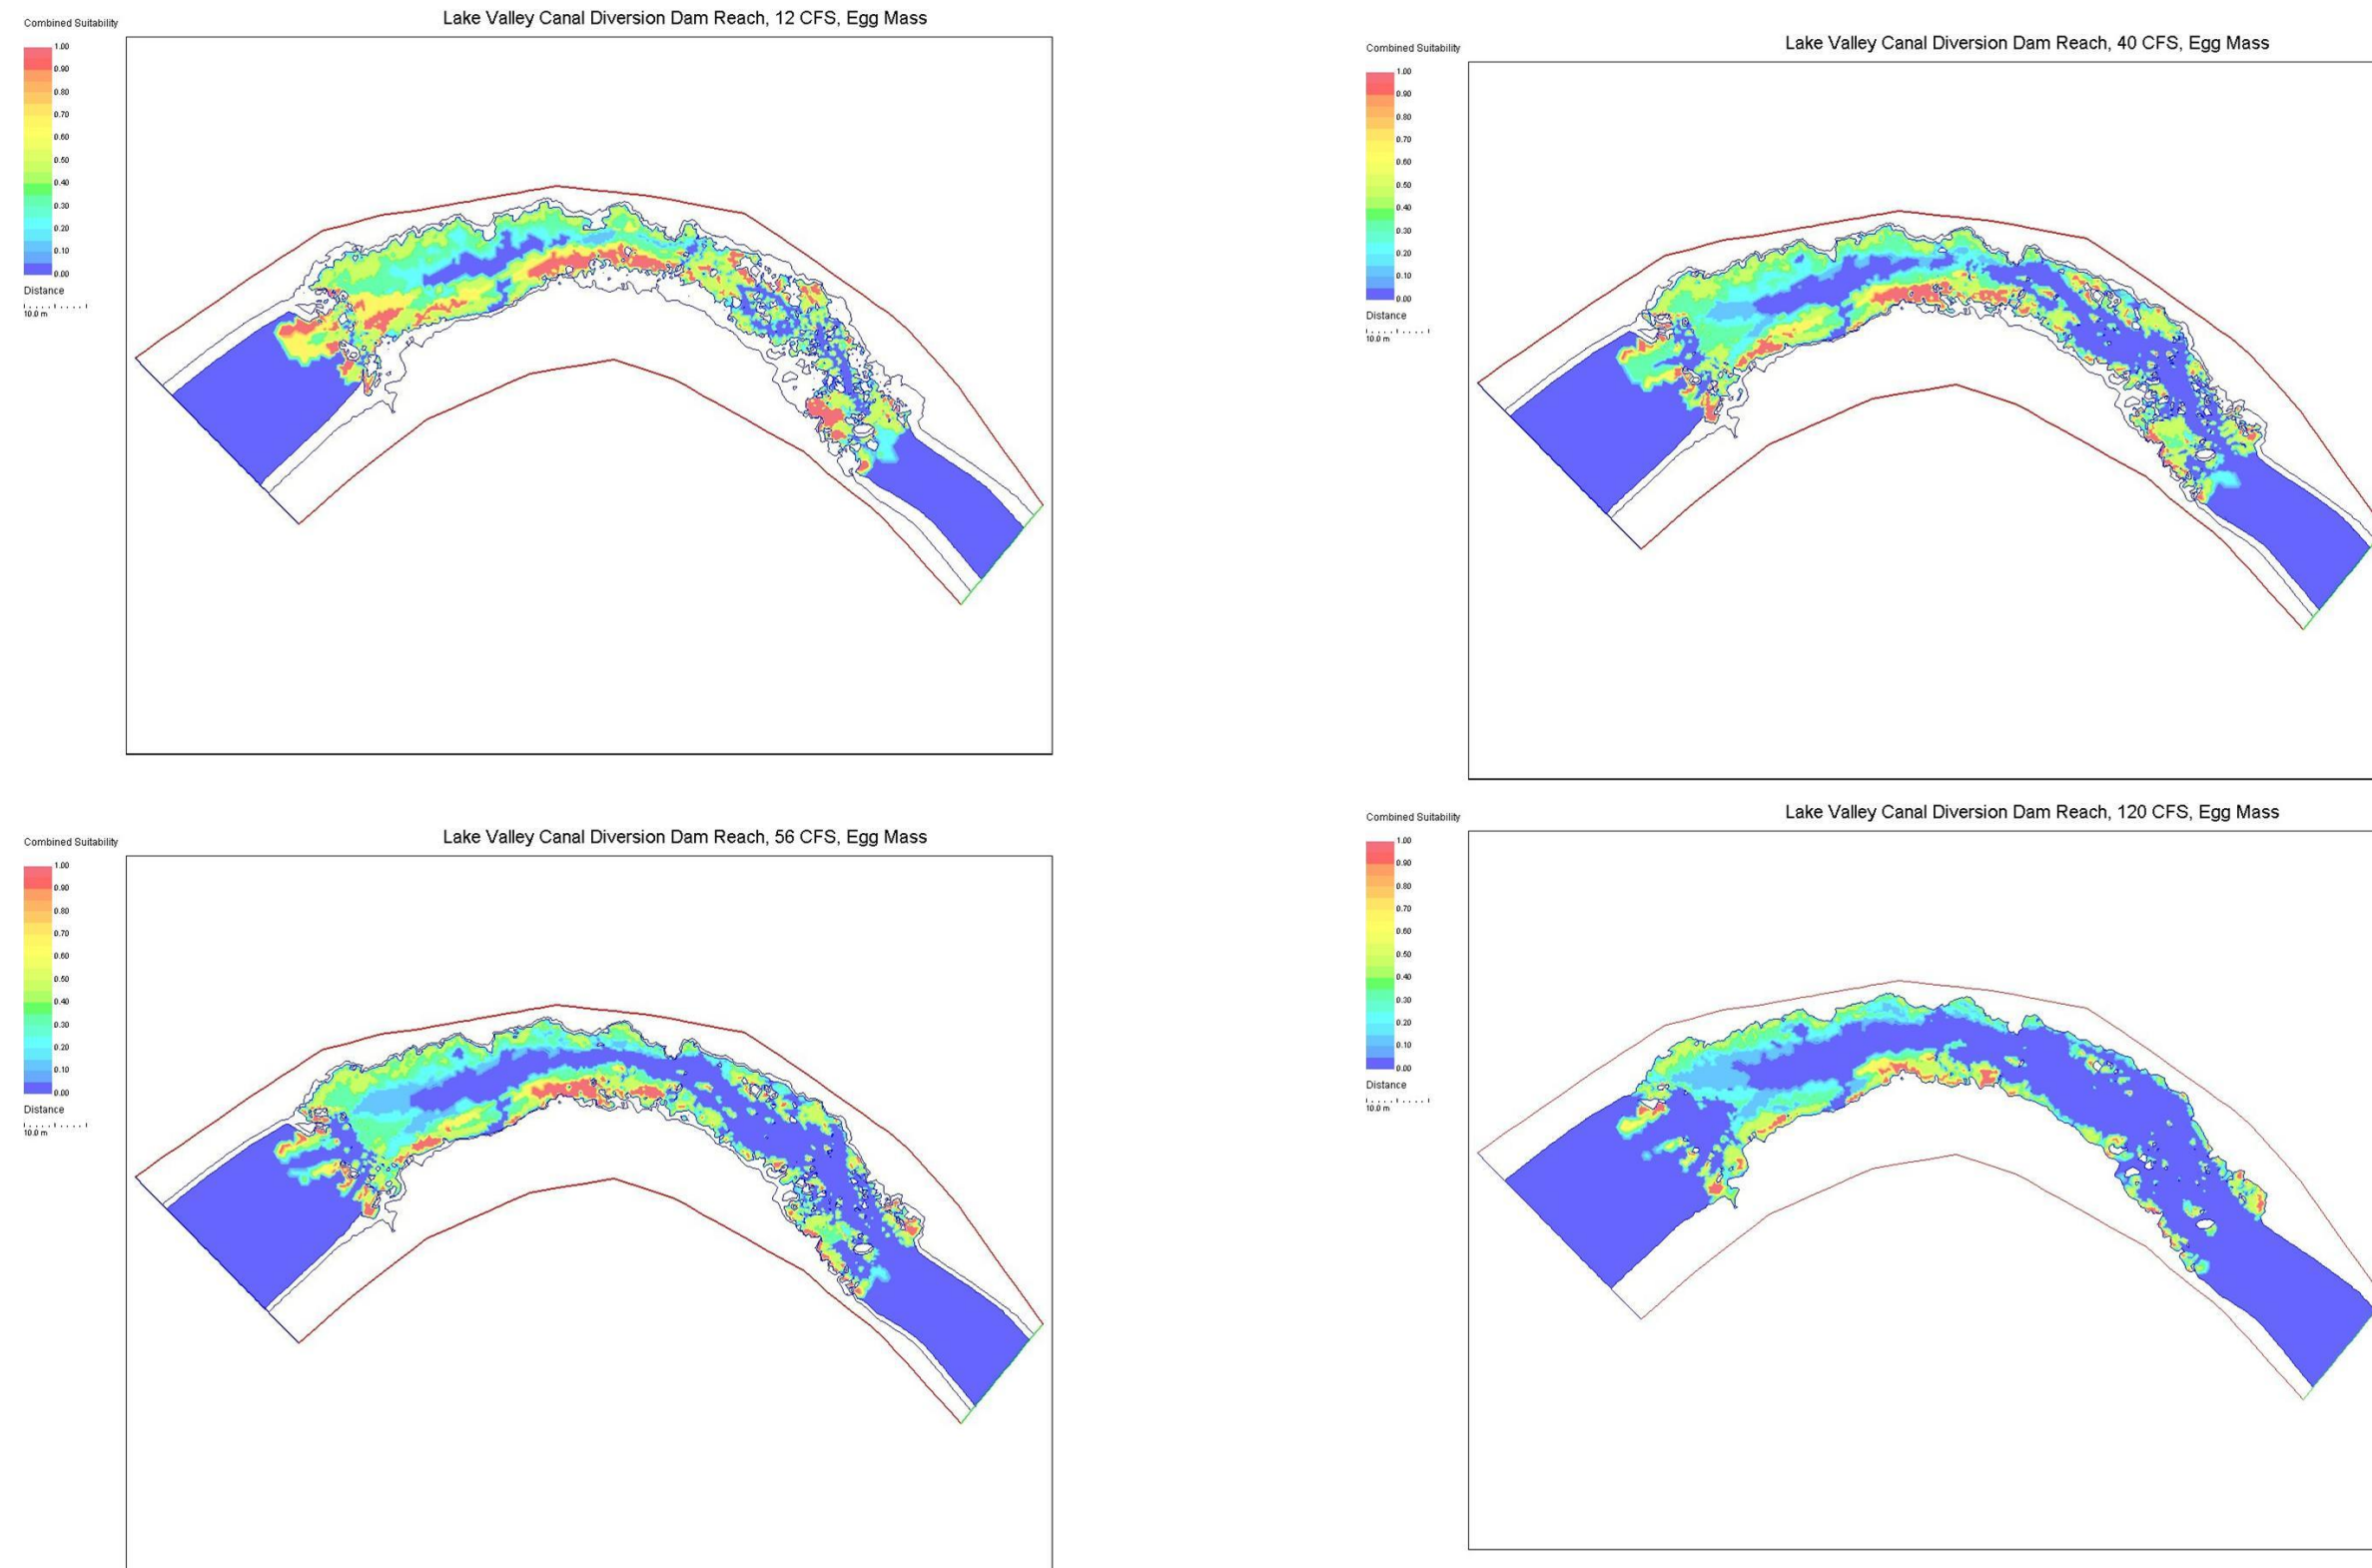 Lake Valley Canal Diversion Dam Reach, 12 CFS, Egg Mass
Combined Suitability
1.00
0.90
0.80
0.70
0.60
0.50
0.40
0.30
0.20
0.10
0.00
Distance
10.0 m
Lake Valley Canal Diversion Dam Reach, 40 CFS, Egg Mass
Combined Suitability
1.00
0.90
0.80
0.70
0.60
0.50
0.40
0.30
0.20
0.10
0.00
Distance
10.0 m
Lake Valley Canal Diversion Dam Reach, 56 CFS, Egg Mass
Combined Suitability
1.00
0.90
0.80
0.70
0.60
0.50
0.40
0.30
0.20
0.10
0.00
Distance
10.0 m
Lake Valley Canal Diversion Dam Reach, 120 CFS, Egg Mass
Combined Suitability
1.00
0.90
0.80
0.70
0.60
0.50
0.40
0.30
0.20
0.10
0.00
Distance
10.0 m